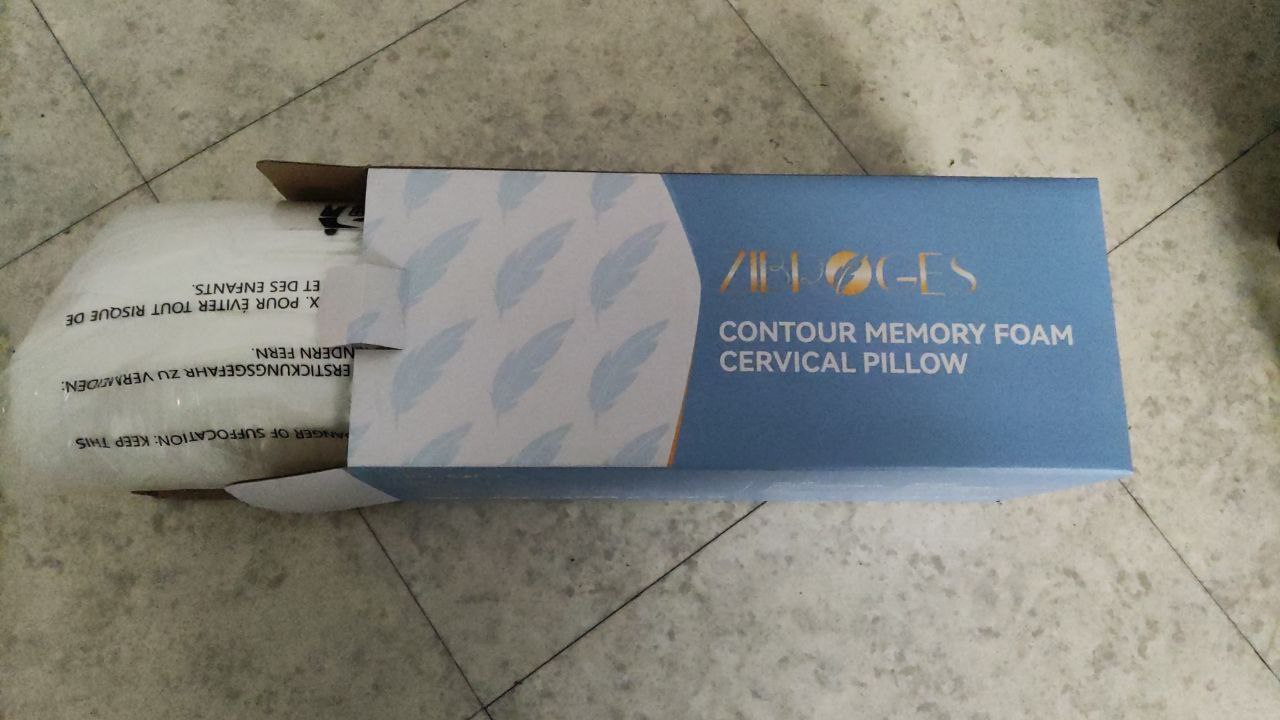 ZIBROGES
CONTOUR MEMORY FOAM
CERVICAL PILLOW
DANGER OF SUFFOCATION: KEEP THIS
ERSTICKUNGSGEFAHR ZU VERMEIDEN:
NDERN FERN.
X. POUR ÉVITER TOUT RISQUE DE
ET DES ENFANTS.